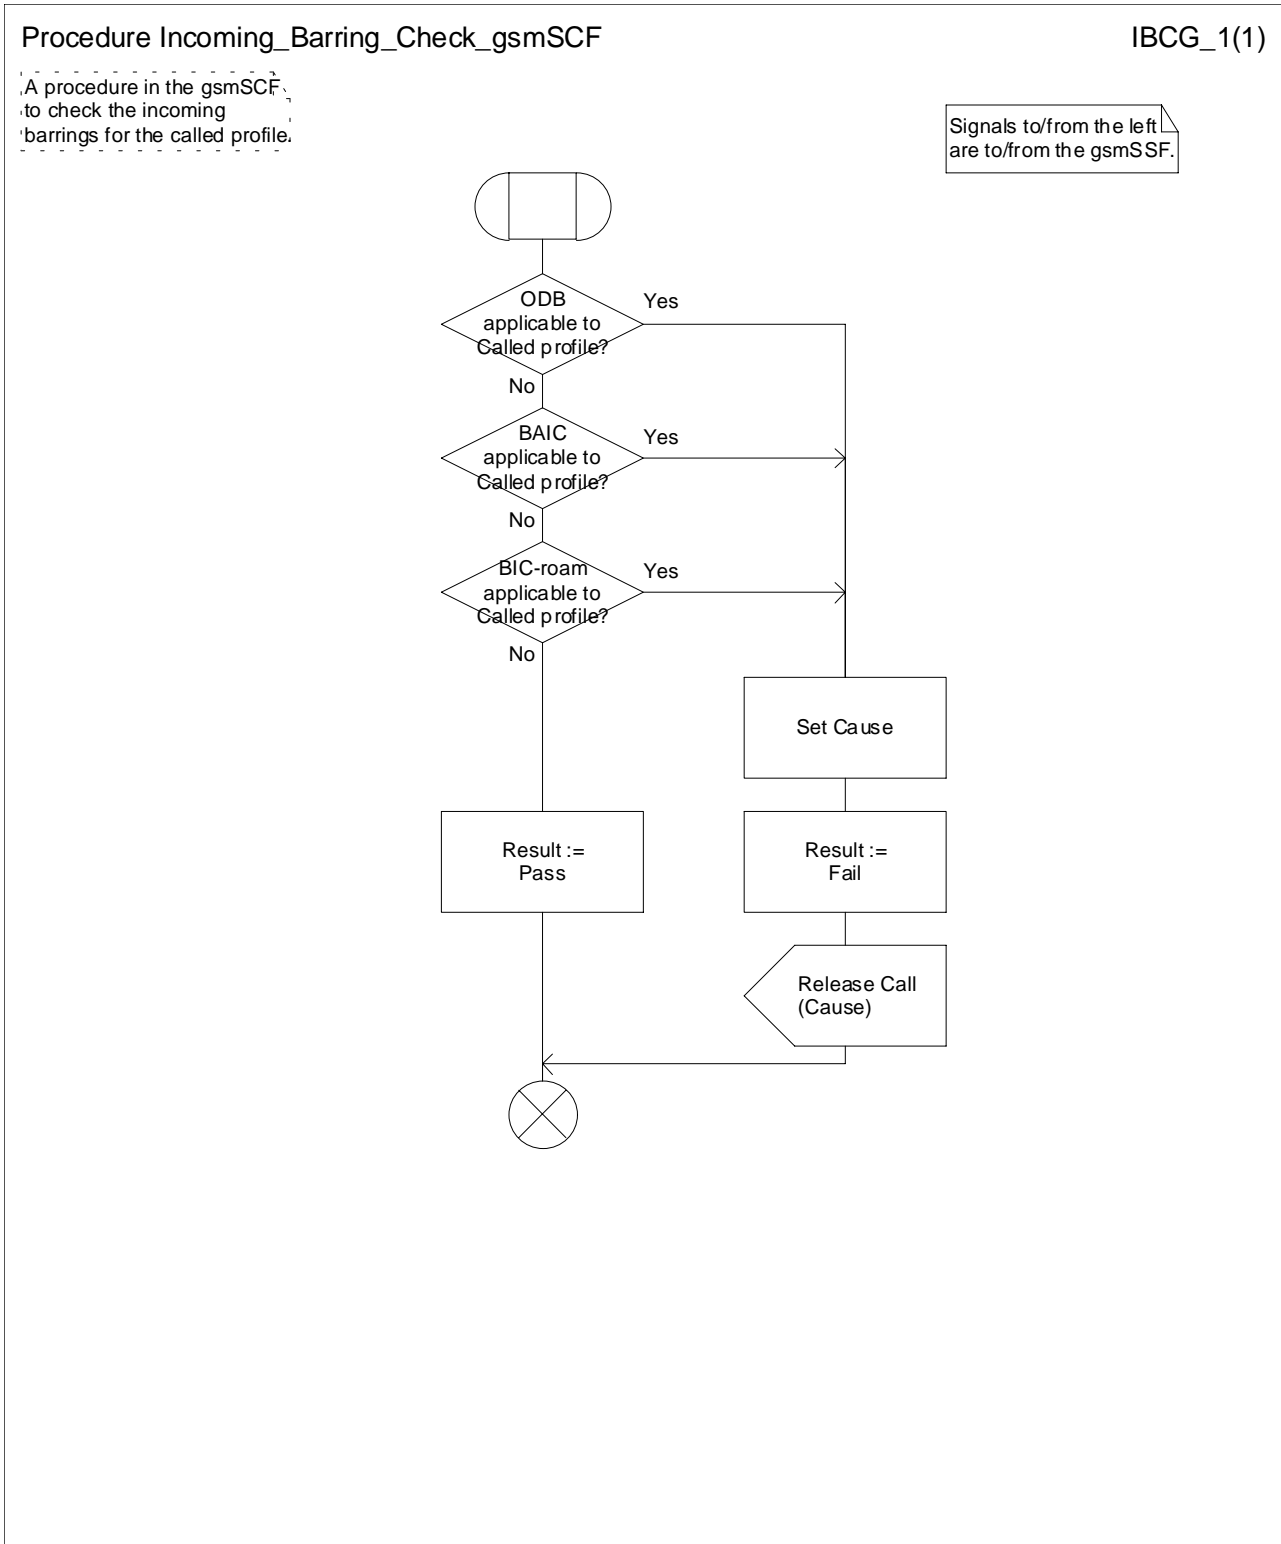 Procedure Incoming_Barring_Check_gsmSCF
IBCG_1(1)
A procedure in the gsmSCF
to check the incoming
barrings for the called profile.
Signals to/from the left
are to/from the gsmSSF.
ODB
applicable to
Called profile?
Yes
No
BAIC
applicable to
Called profile?
Yes
No
BIC-roam
applicable to
Called profile?
Yes
No
Set Cause
Result :=
Pass
Result :=
Fail
Release Call
(Cause)